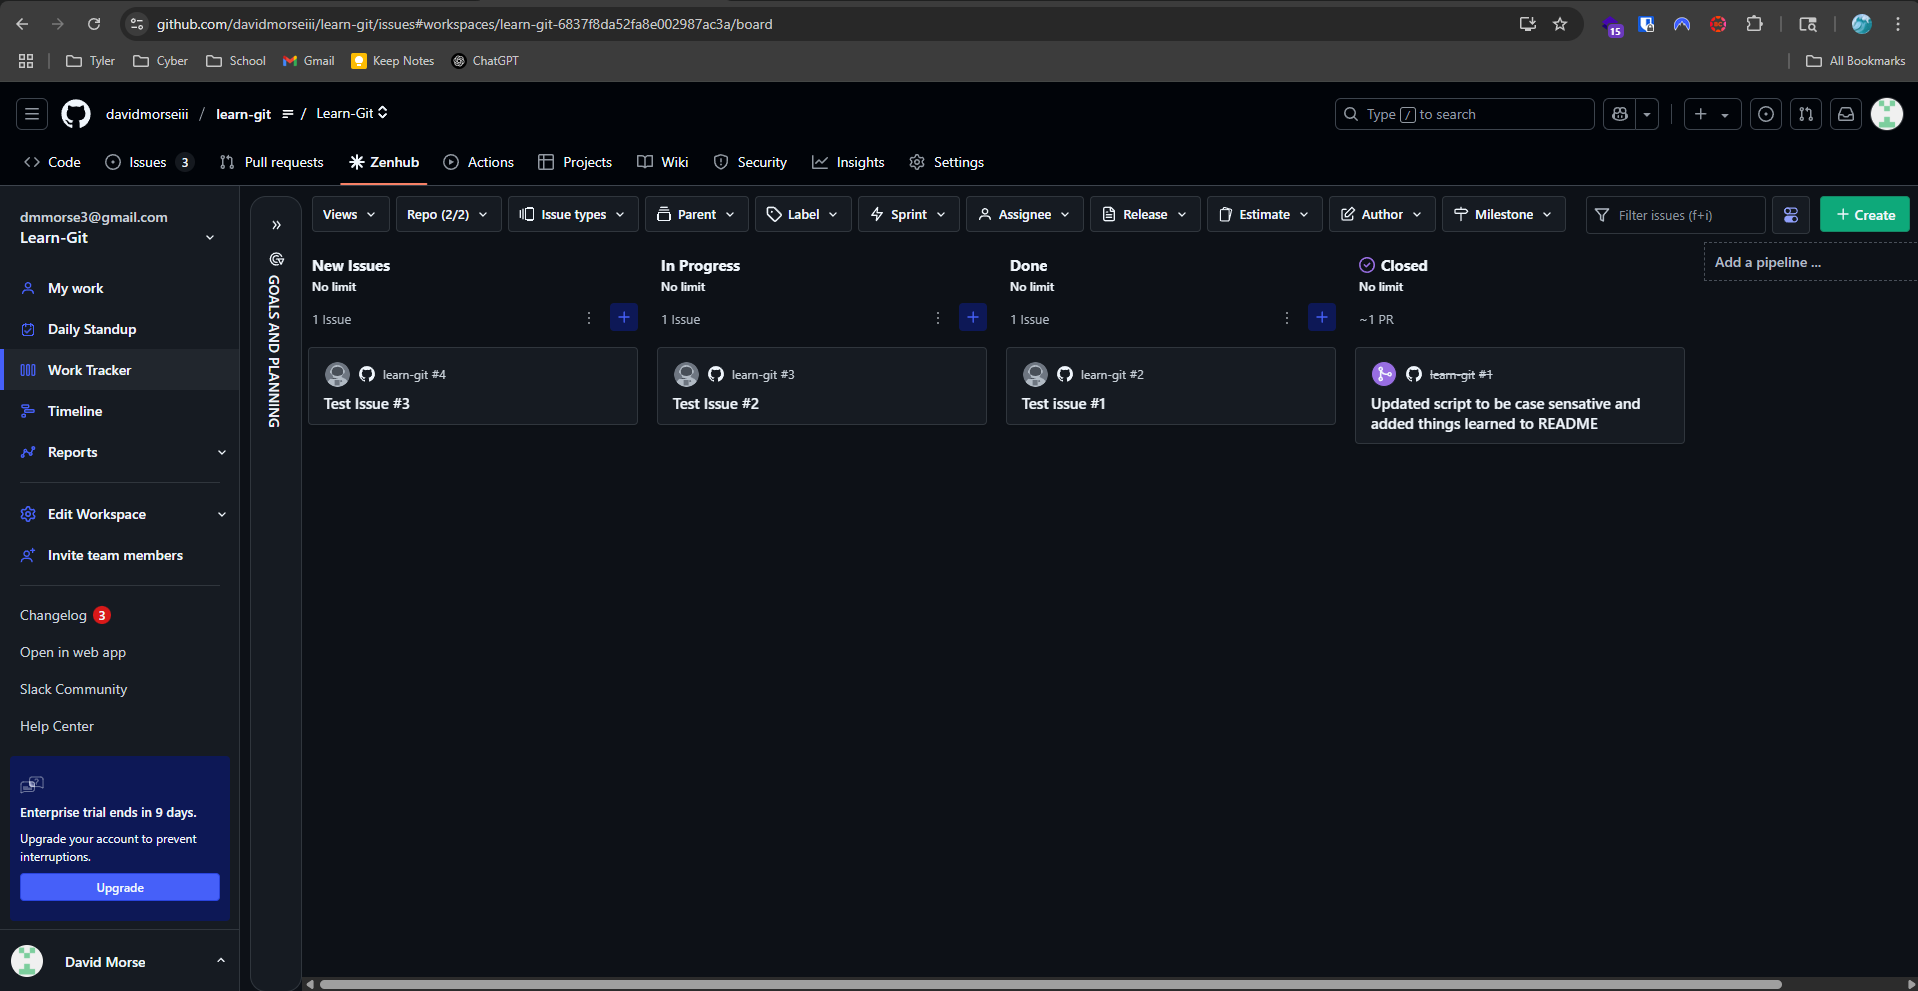 github.com/davidmorseiii/learn-git/issues#workspaces/learn-git-6837f8da52fa8e002987ac3a/board
15
Tyler
Cyber
School
Gmail
Keep Notes
ChatGPT
All Bookmarks
davidmorseiii / learn-git / Learn-Git
Type / to search
Code
Issues 3
Pull requests
Zenhub
Actions
Projects
Wiki
Security
Insights
Settings
dmmorse3@gmail.com
Learn-Git
My work
Daily Standup
Work Tracker
Timeline
Reports
Edit Workspace
Invite team members
Changelog 3
Open in web app
Slack Community
Help Center
Enterprise trial ends in 9 days.
Upgrade your account to prevent
interruptions.
Upgrade
David Morse
GOALS AND PLANNING
Views
Repo (2/2)
Issue types
Parent
Label
Sprint
Assignee
Release
Estimate
Author
Milestone
Filter issues (f+i)
+ Create
New Issues
No limit
1 Issue
learn-git #4
Test Issue #3
In Progress
No limit
1 Issue
learn-git #3
Test Issue #2
Done
No limit
1 Issue
learn-git #2
Test issue #1
Closed
No limit
~1 PR
learn-git #1
Updated script to be case sensative and
added things learned to README
Add a pipeline ...